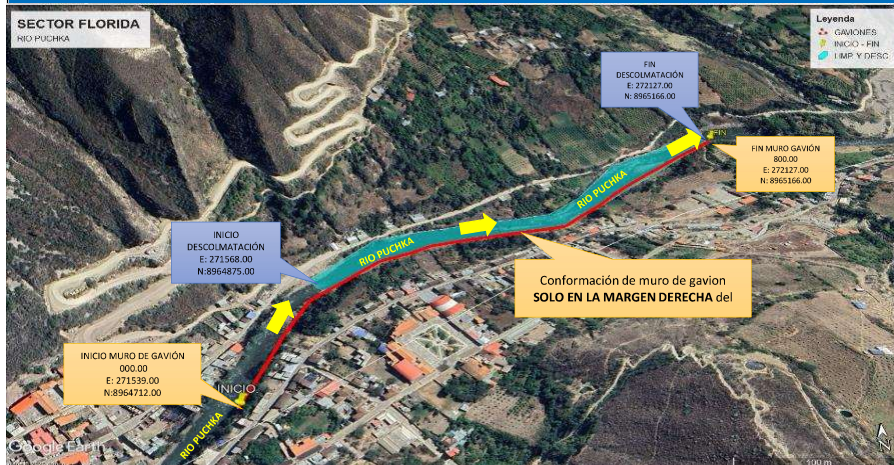 SECTOR FLORIDA
RIO PUCHKA
Leyenda
GAVIONES
INICIO - FIN
LIMP. Y DESC
FIN
DESCOLMATACIÓN
E: 272127.00
N: 8965166.00
FIN
FIN MURO GAVIÓN
800.00
E: 272127.00
N: 8965166.00
RIO PUCHKA
INICIO
DESCOLMATACIÓN
E: 271568.00
N:8964875.00
RIO PUCHKA
Conformación de muro de gavion
SOLO EN LA MARGEN DERECHA del
INICIO MURO DE GAVIÓN
000.00
E: 271539.00
N:8964712.00
INICIO
RIO PUCHKA
Google Earth
N
100 m